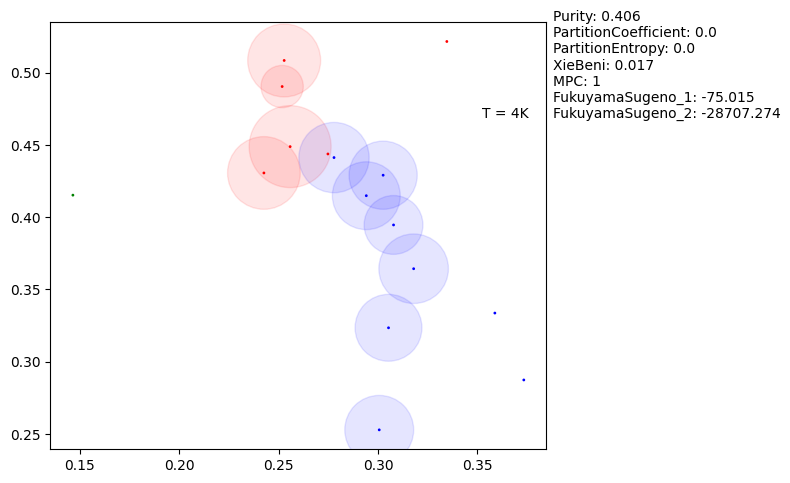 Purity: 0.406
PartitionCoefficient: 0.0
PartitionEntropy: 0.0
XieBeni: 0.017
MPC: 1
FukuyamaSugeno_1: -75.015
FukuyamaSugeno_2: -28707.274
T = 4K
0.50
0.45
0.40
0.35
0.30
0.25
0.15
0.20
0.25
0.30
0.35